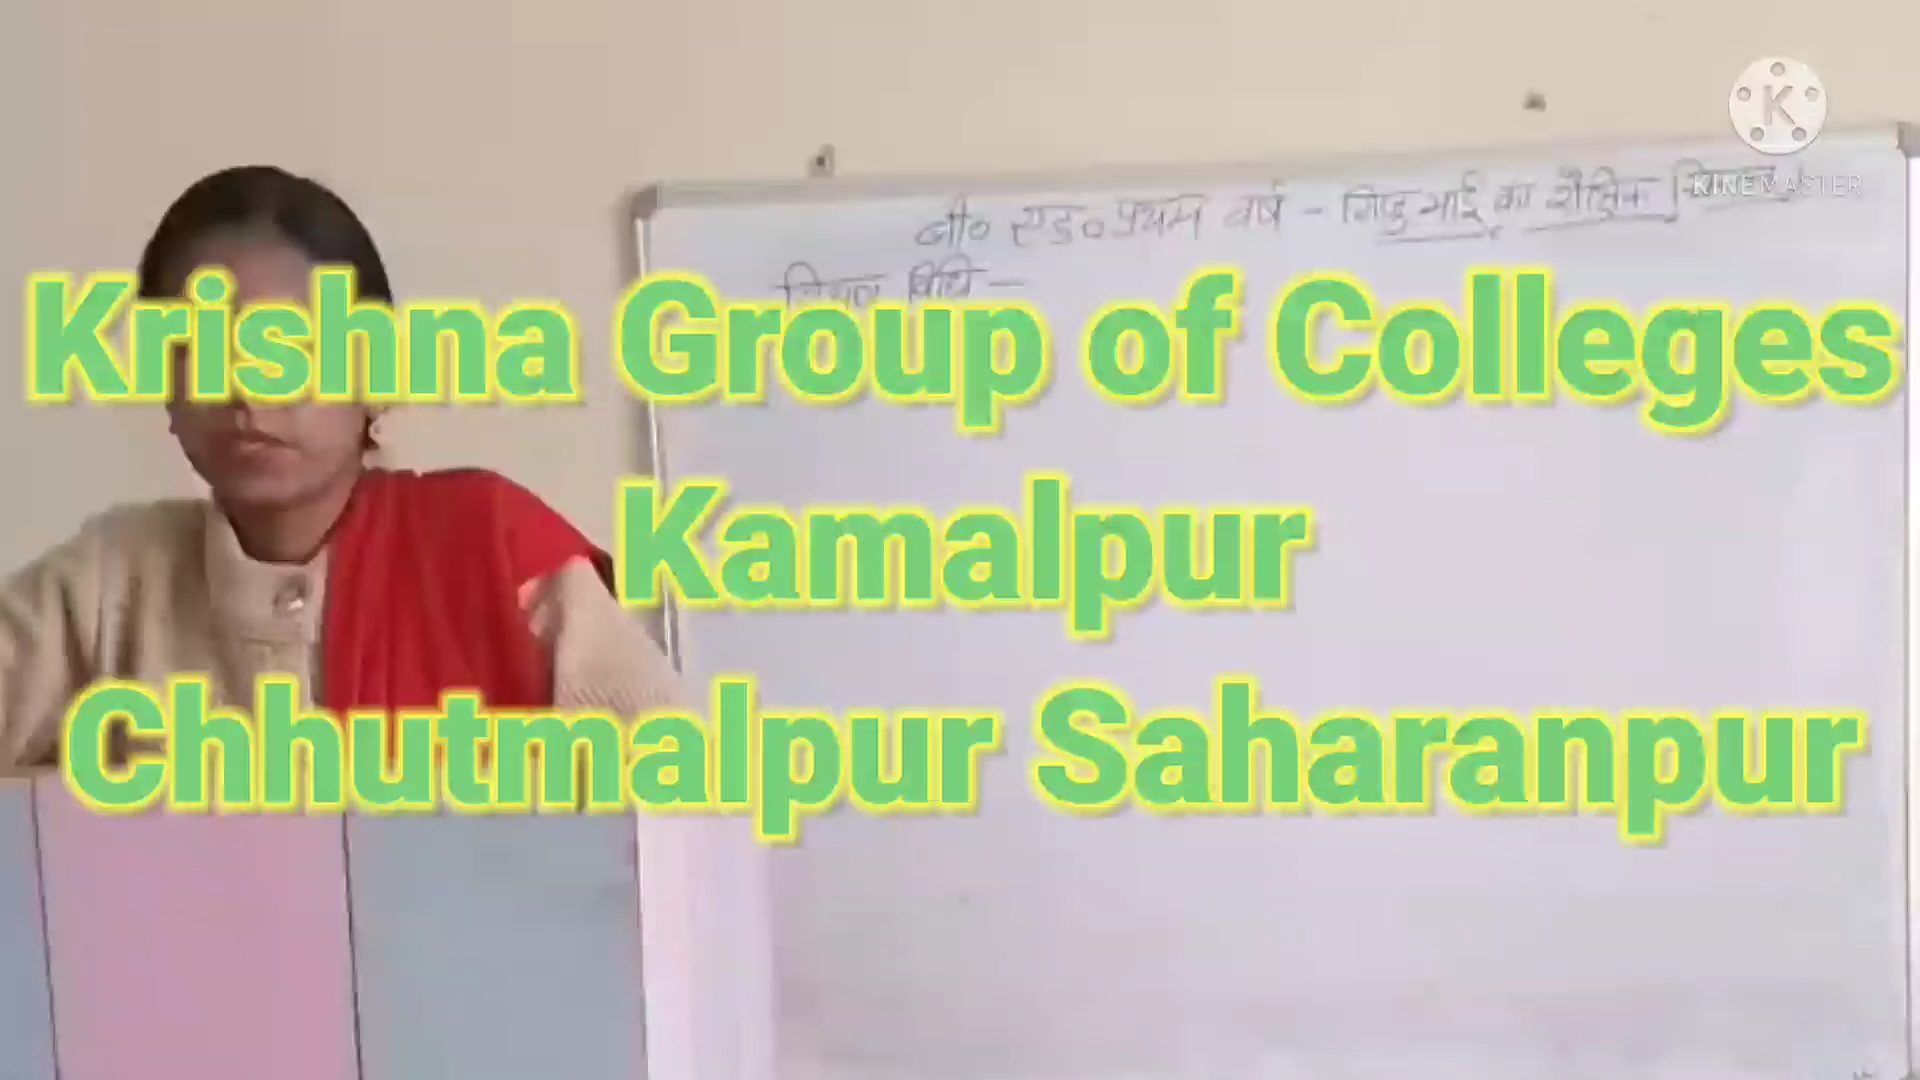 K
KINEMASTER
बी० एड० प्रथम वर्ष - गिजुभाई का शैक्षिक
विधि -
Krishna Group of Colleges
Kamalpur
Chhutmalpur Saharanpur